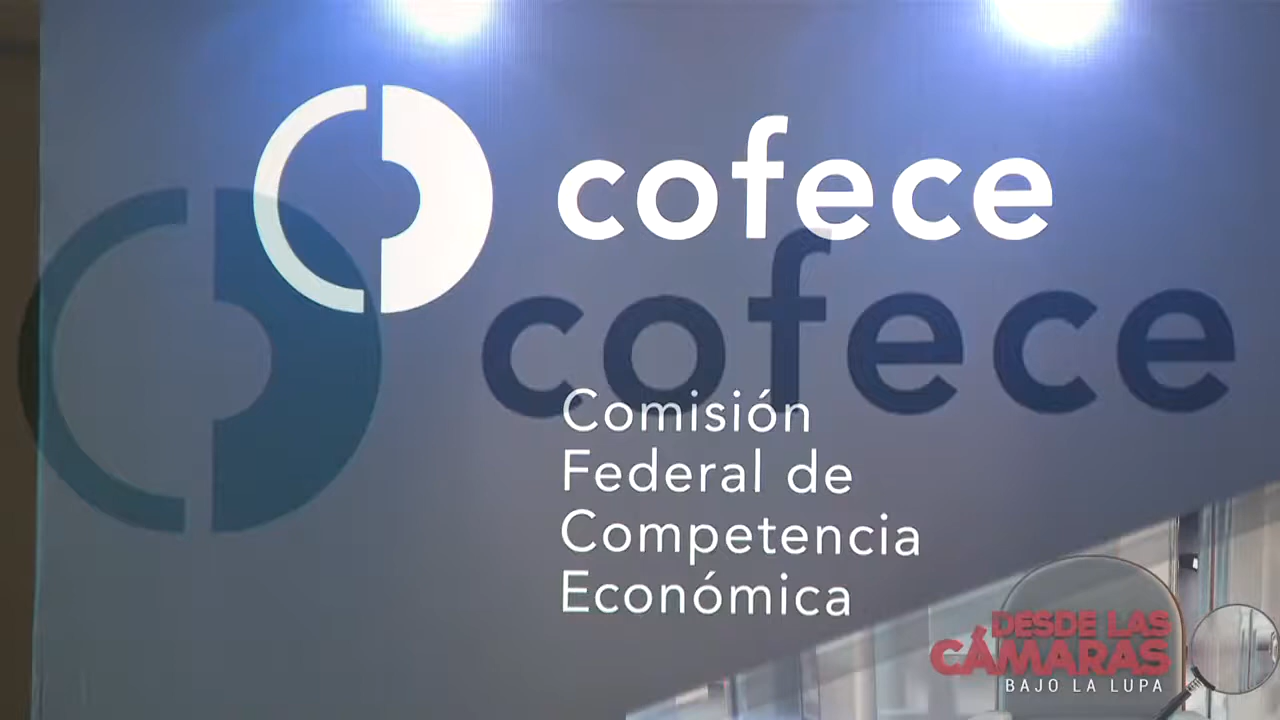 cofece
cofece
Comisión
Federal de
Competencia
Económica
DESDE LAS
CÁMARAS
BAJO LA LUPA